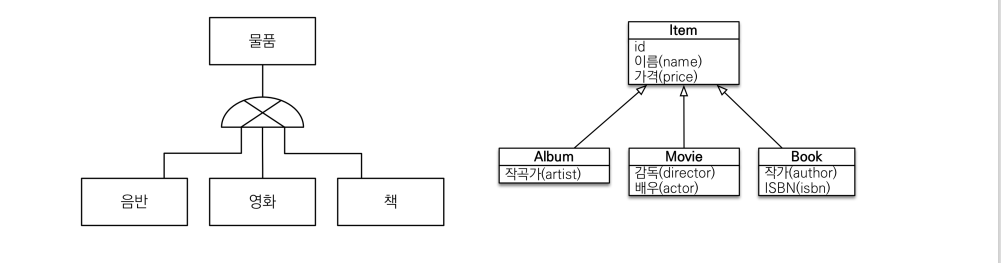 물품
음반
영화
책
Item
id
이름(name)
가격(price)
Album
작곡가(artist)
Movie
감독(director)
배우(actor)
Book
작가(author)
ISBN(isbn)